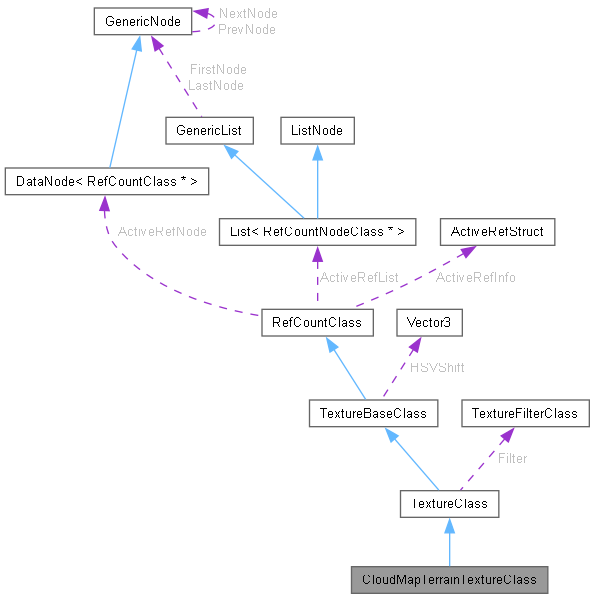 GenericNode
NextNode
PrevNode
FirstNode
LastNode
GenericList
ListNode
DataNode< RefCountClass * >
List< RefCountNodeClass * >
ActiveRefStruct
ActiveRefNode
ActiveRefList
ActiveRefInfo
RefCountClass
Vector3
HSVShift
TextureBaseClass
TextureFilterClass
Filter
TextureClass
CloudMapTerrainTextureClass